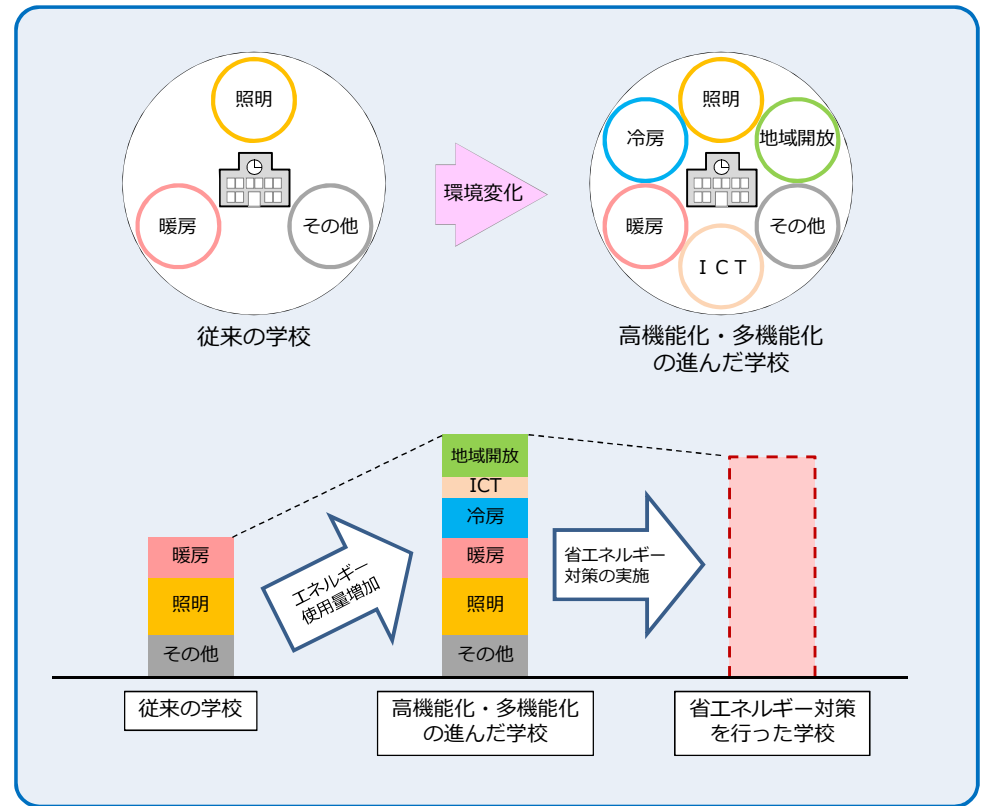 照明
暖房
その他
従来の学校
環境変化
照明
冷房
地域開放
暖房
その他
ＩＣＴ
高機能化・多機能化
の進んだ学校
暖房
照明
その他
エネルギー
使用量増加
地域開放
ICT
冷房
暖房
照明
その他
省エネルギー
対策の実施
従来の学校
高機能化・多機能化
の進んだ学校
省エネルギー対策
を行った学校